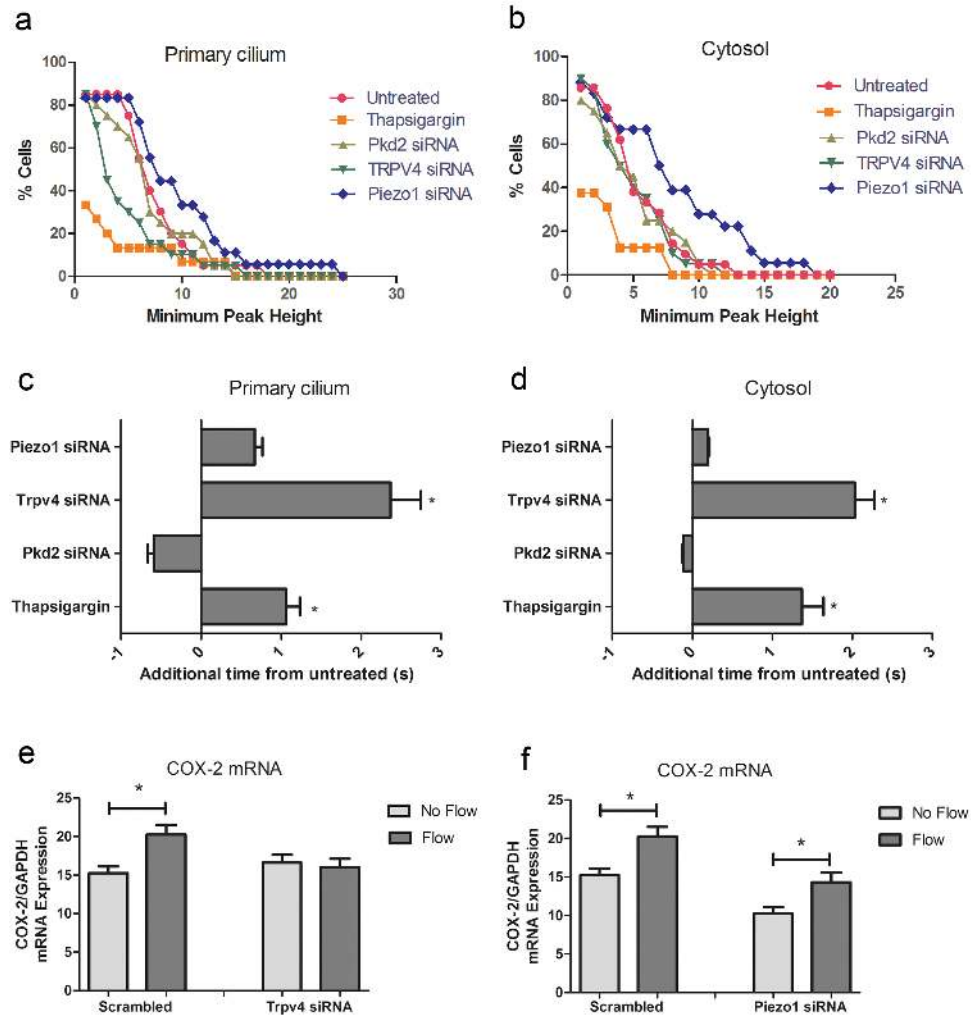 a
Primary cilium
100
80
60
40
20
0
% Cells
0 10 20 30
Minimum Peak Height
Untreated
Thapsigargin
Pkd2 siRNA
TRPV4 siRNA
Piezo1 siRNA
b
Cytosol
100
80
60
40
20
0
% Cells
0 5 10 15 20 25
Minimum Peak Height
Untreated
Thapsigargin
Pkd2 siRNA
TRPV4 siRNA
Piezo1 siRNA
c
Primary cilium
Piezo1 siRNA
Trpv4 siRNA
*
Pkd2 siRNA
Thapsigargin
*
-1 0 1 2 3
Additional time from untreated (s)
d
Cytosol
Piezo1 siRNA
Trpv4 siRNA
*
Pkd2 siRNA
Thapsigargin
*
-1 0 1 2 3
Additional time from untreated (s)
e
COX-2 mRNA
25
20
15
10
5
0
COX-2/GAPDH
mRNA Expression
*
No Flow
Flow
Scrambled Trpv4 siRNA
f
COX-2 mRNA
25
20
15
10
5
0
COX-2/GAPDH
mRNA Expression
*
*
No Flow
Flow
Scrambled Piezo1 siRNA